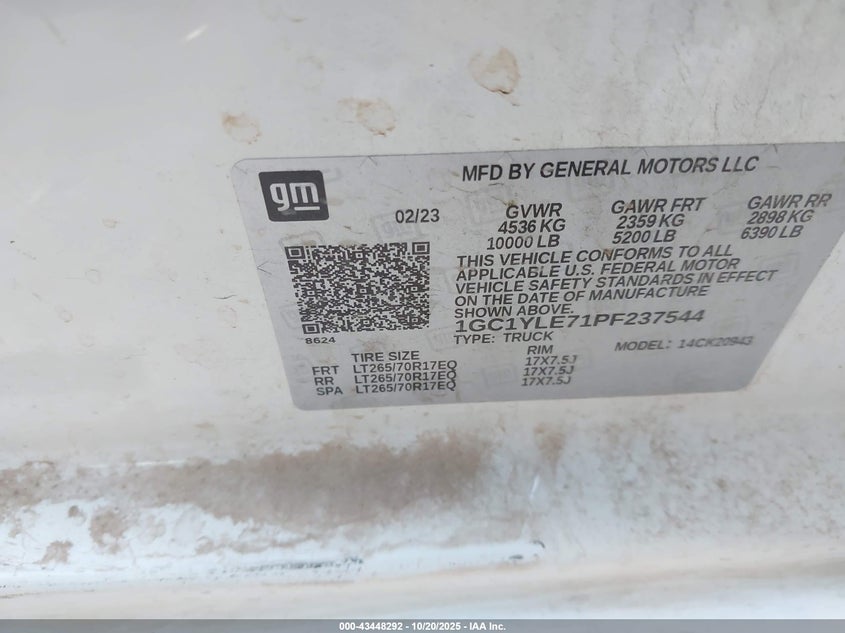 gm
MFD BY GENERAL MOTORS LLC
02/23
GVWR GAWR FRT GAWR RR
4536 KG 2359 KG 2898 KG
10000 LB 5200 LB 6390 LB
THIS VEHICLE CONFORMS TO ALL
APPLICABLE U.S. FEDERAL MOTOR
VEHICLE SAFETY STANDARDS IN EFFECT
ON THE DATE OF MANUFACTURE
SHOWN ABOVE.
1GC1YLE71PF237544
8624
TYPE: TRUCK MODEL: 14CK20943
TIRE SIZE RIM
FRT LT265/70R17EQ 17X7.5J
RR LT265/70R17EQ 17X7.5J
SPA LT265/70R17EQ 17X7.5J
000-43448292 - 10/20/2025 - IAA Inc.